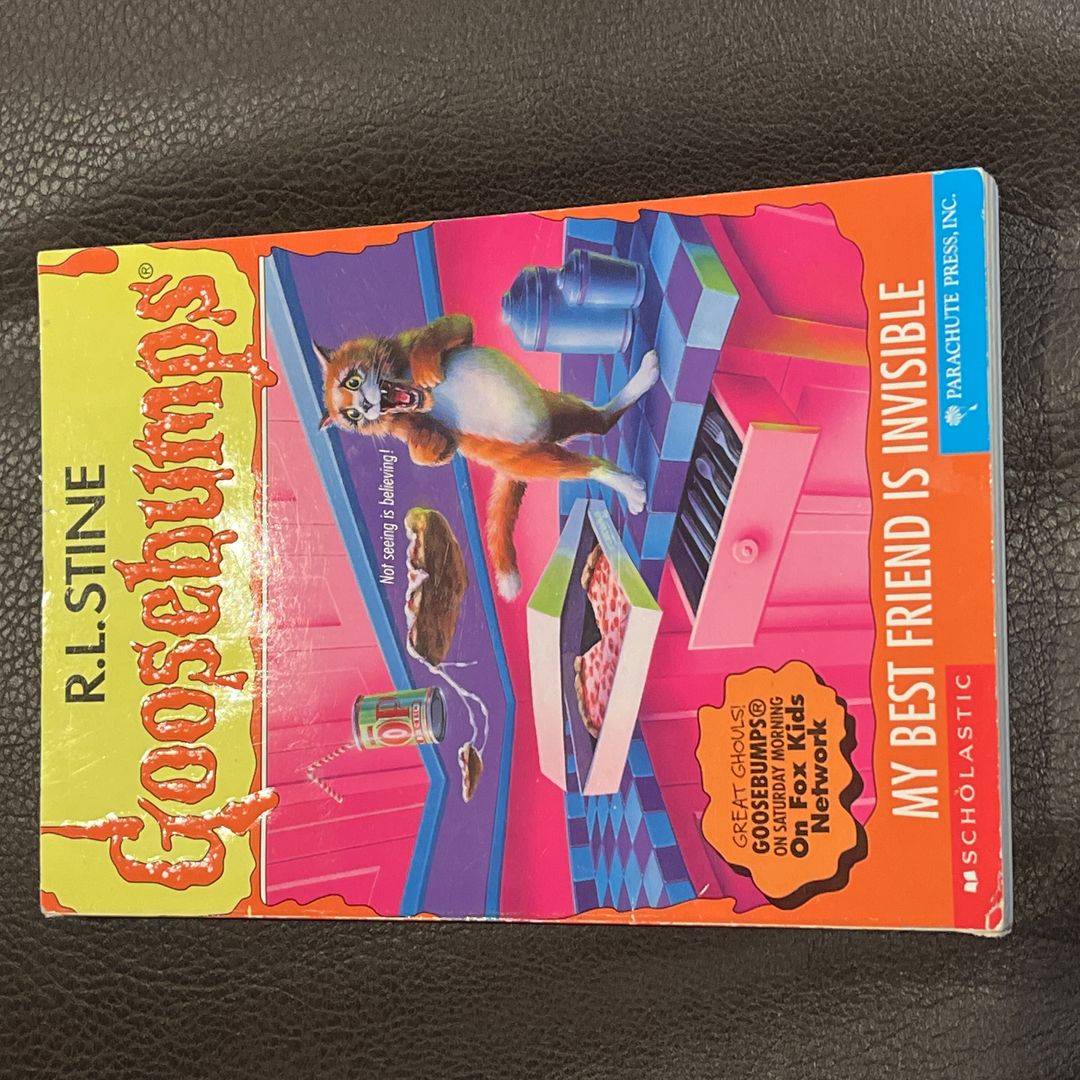 R.L.STINE
Goosebumps®
Not seeing is believing!
GREAT GHOULS!
GOOSEBUMPS®
ON SATURDAY MORNING
On Fox Kids
Network
MY BEST FRIEND IS INVISIBLE
SCHOLASTIC
PARACHUTE PRESS, INC.